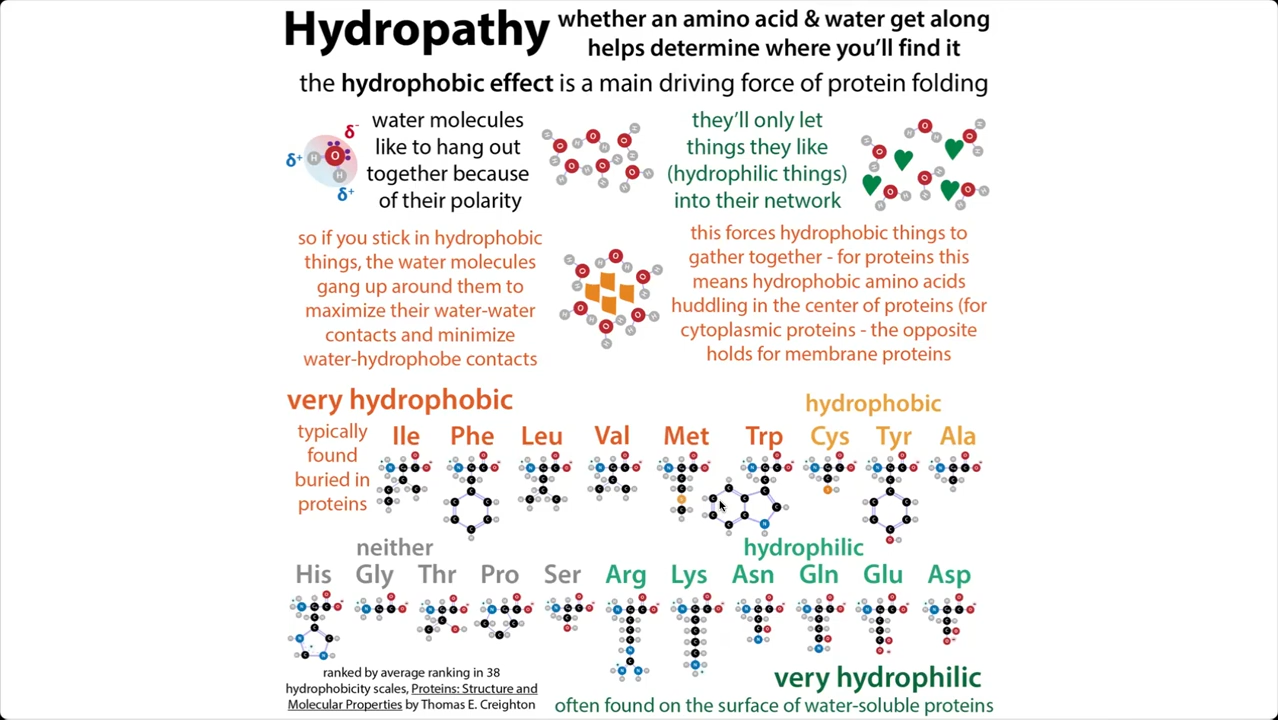 Hydropathy
whether an amino acid & water get along
helps determine where you'll find it
the hydrophobic effect is a main driving force of protein folding
water molecules
like to hang out
together because
of their polarity
δ-
δ+
δ+
H
O
H
they'll only let
things they like
(hydrophilic things)
into their network
so if you stick in hydrophobic
things, the water molecules
gang up around them to
maximize their water-water
contacts and minimize
water-hydrophobe contacts
this forces hydrophobic things to
gather together - for proteins this
means hydrophobic amino acids
huddling in the center of proteins (for
cytoplasmic proteins - the opposite
holds for membrane proteins
very hydrophobic
hydrophobic
typically
found
buried in
proteins
Ile Phe Leu Val Met Trp Cys Tyr Ala
neither
hydrophilic
His Gly Thr Pro Ser Arg Lys Asn Gln Glu Asp
ranked by average ranking in 38
hydrophobicity scales, Proteins: Structure and
Molecular Properties by Thomas E. Creighton
very hydrophilic
often found on the surface of water-soluble proteins